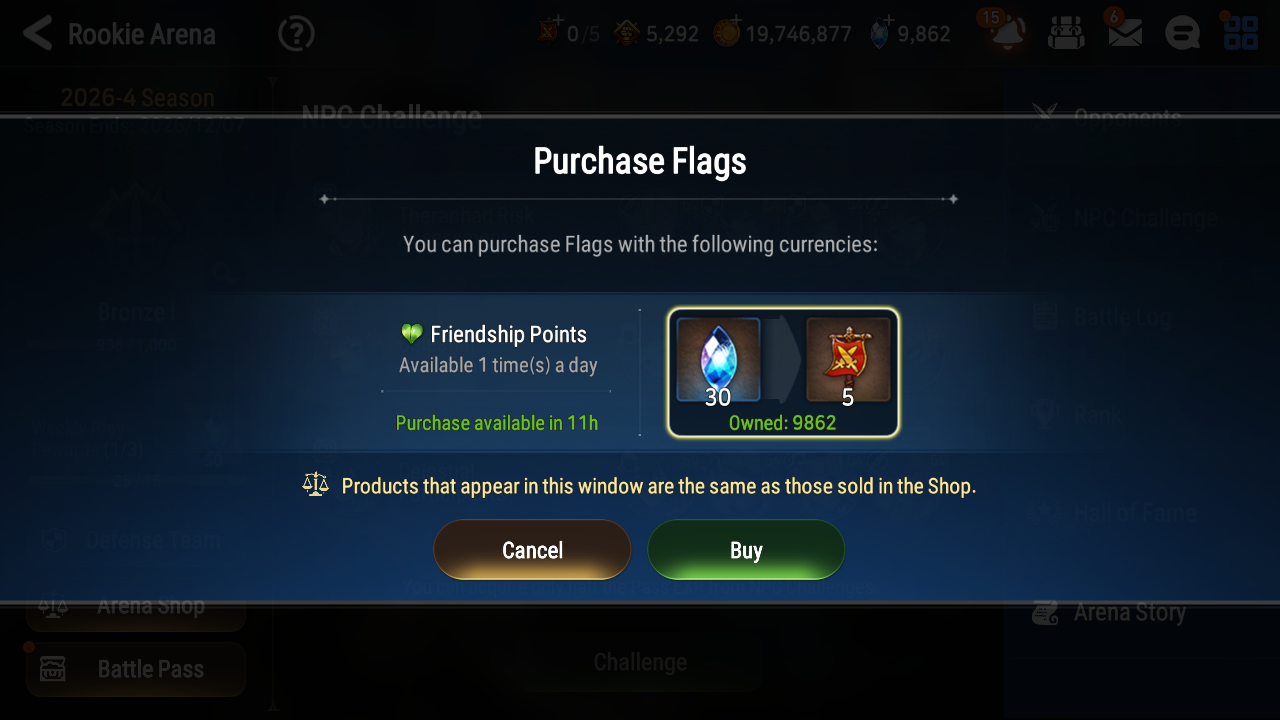 Rookie Arena
?
0/5
5,292
19,746,877
9,862
15
6
2026-4 Season
NPC Challenge
Opponents
Purchase Flags
You can purchase Flags with the following currencies:
NPC Challenge
Bronze I
Friendship Points
Available 1 time(s) a day
Purchase available in 11h
30
5
Owned: 9862
Battle Log
Rank
Products that appear in this window are the same as those sold in the Shop.
Hall of Fame
Defense Team
Cancel
Buy
Arena Shop
Arena Story
Battle Pass
Challenge